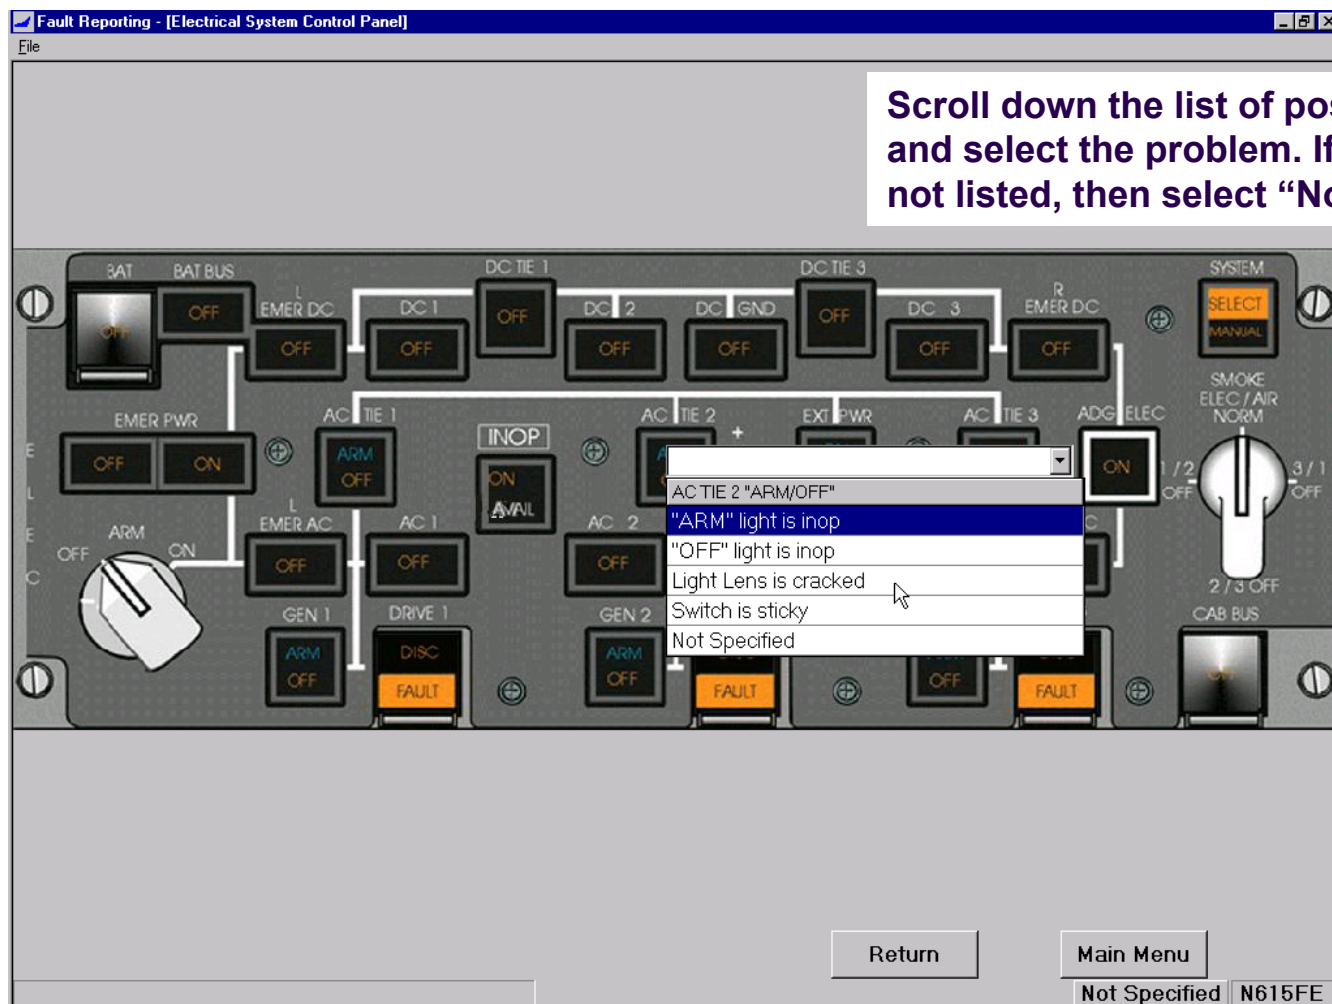 Fault Reporting - [Electrical System Control Panel]
File
Scroll down the list of pos
and select the problem. If
not listed, then select “No
BAT
BAT BUS
OFF
OFF
L
EMER DC
OFF
DC 1
OFF
DC TIE 1
OFF
DC 2
OFF
DC GND
OFF
DC TIE 3
OFF
DC 3
OFF
R
EMER DC
OFF
SYSTEM
SELECT
MANUAL
EMER PWR
OFF
ON
AC TIE 1
ARM
OFF
INOP
ON
AVAIL
AC TIE 2
+
EXT PWR
AC TIE 3
ADG ELEC
ON
SMOKE
ELEC / AIR
NORM
1 / 2
OFF
3 / 1
OFF
2 / 3 OFF
E
L
E
C
OFF
ARM
ON
L
EMER AC
OFF
AC 1
OFF
AC 2
OFF
AC TIE 2 "ARM/OFF"
"ARM" light is inop
"OFF" light is inop
Light Lens is cracked
Switch is sticky
Not Specified
GEN 1
ARM
OFF
DRIVE 1
DISC
FAULT
GEN 2
ARM
OFF
FAULT
OFF
FAULT
CAB BUS
OFF
Return
Main Menu
Not Specified
N615FE